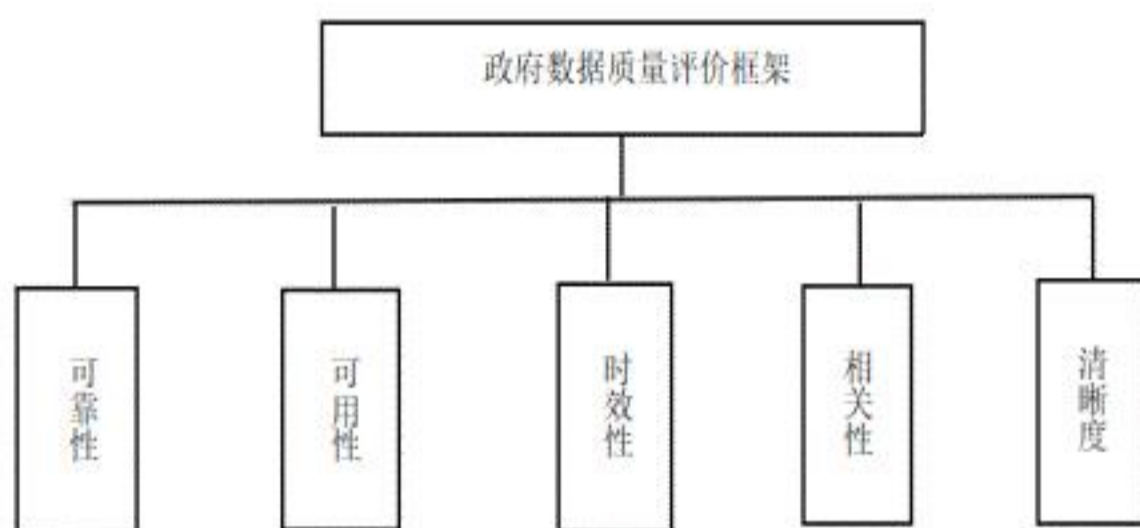 政府数据质量评价框架
可靠性
可用性
时效性
相关性
清晰度